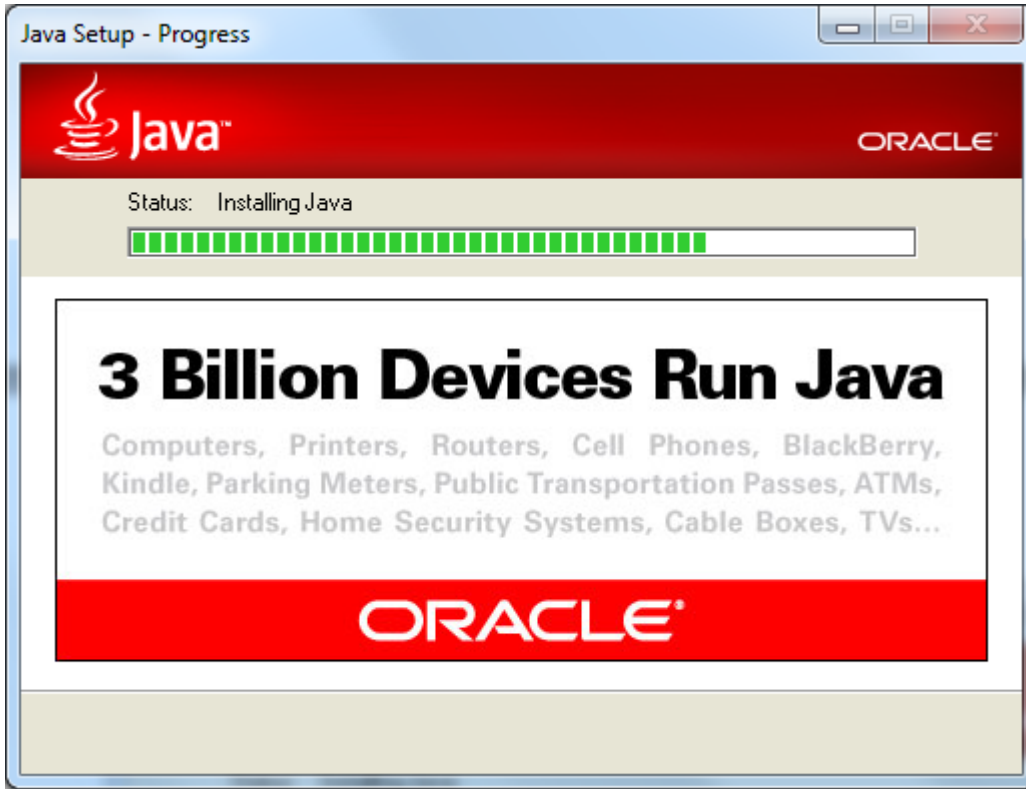 Java Setup - Progress
Java™
ORACLE®
Status: Installing Java
3 Billion Devices Run Java
Computers, Printers, Routers, Cell Phones, BlackBerry,
Kindle, Parking Meters, Public Transportation Passes, ATMs,
Credit Cards, Home Security Systems, Cable Boxes, TVs...
ORACLE®